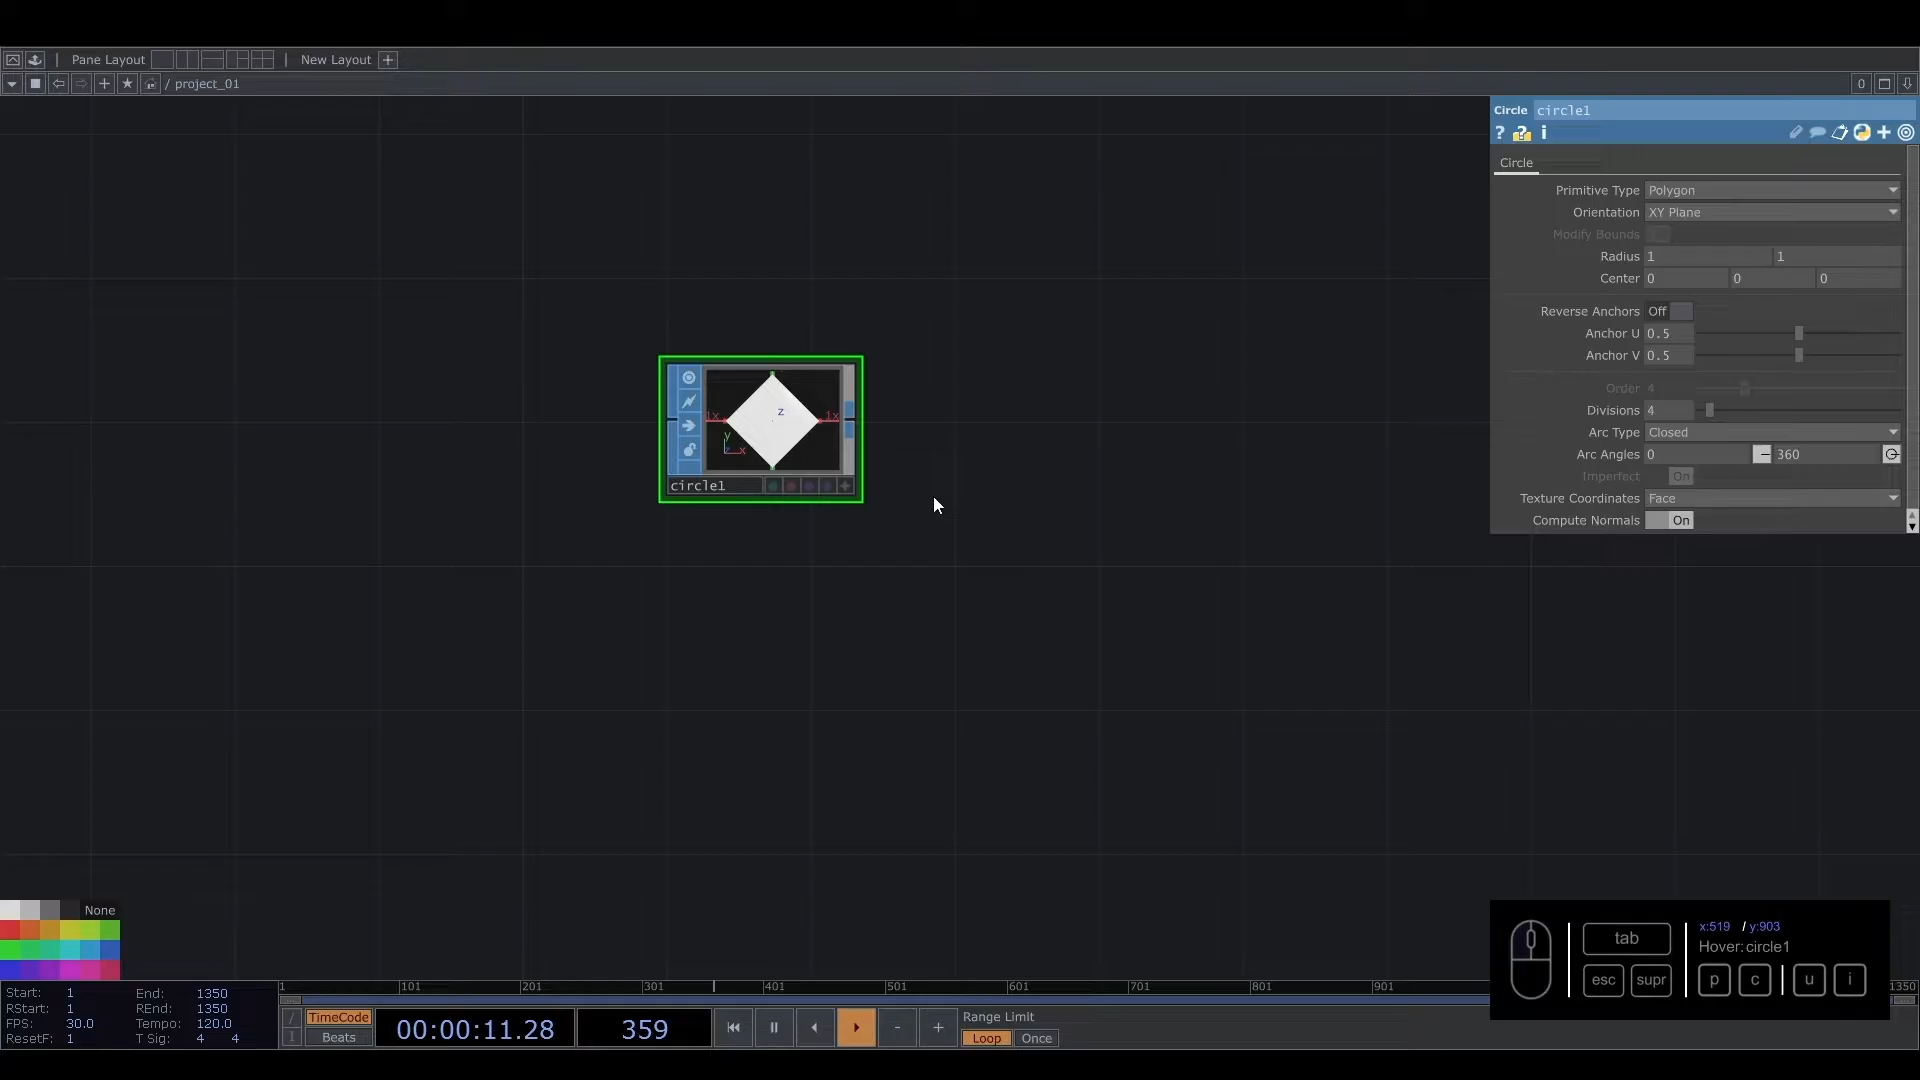 Pane Layout | New Layout +
/ project_01
0
Circle circle1
? ? i
Circle
Primitive Type Polygon
Orientation XY Plane
Modify Bounds
Radius 1 1
Center 0 0 0
Reverse Anchors Off
Anchor U 0.5
Anchor V 0.5
Order 4
Divisions 4
Arc Type Closed
Arc Angles 0 360
Imperfect On
Texture Coordinates Face
Compute Normals On
z
1x 1x
y
x
circle1
None
tab
esc supr
x:519 / y:903
Hover: circle1
p c u i
Start: 1 End: 1350
RStart: 1 REnd: 1350
FPS: 30.0 Tempo: 120.0
ResetF: 1 T Sig: 4 4
1 101 201 301 401 501 601 701 801 901 1350
TimeCode
Beats
00:00:11.28
359
- +
Range Limit
Loop Once